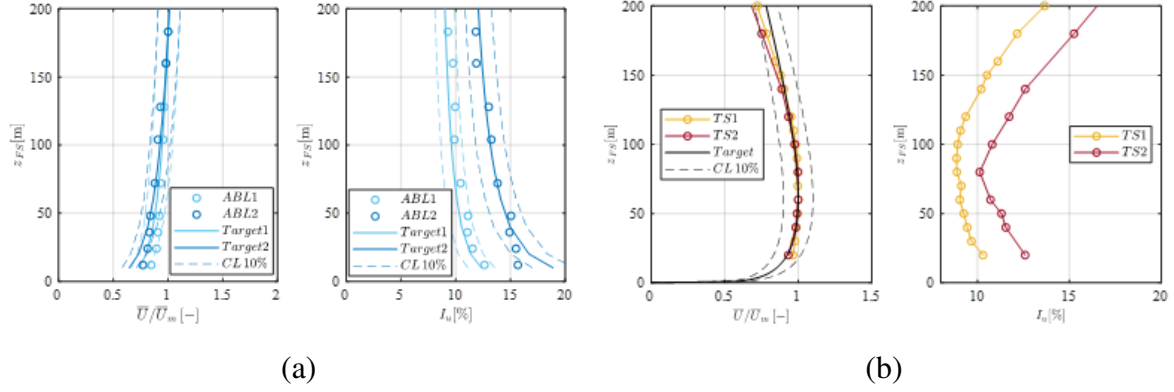 200
150
100
50
0
z_FS[m]
ABL1
ABL2
Target1
Target2
CL 10%
0
0.5
1
1.5
2
U̅/U̅_m [−]
200
150
100
50
0
z_FS[m]
ABL1
ABL2
Target1
Target2
CL 10%
0
5
10
15
20
I_u[%]
200
150
100
50
0
z_FS[m]
TS1
TS2
Target
CL 10%
0
0.5
1
1.5
U̅/U̅_m [−]
200
150
100
50
0
z_FS[m]
TS1
TS2
10
15
20
I_u[%]
(a)
(b)